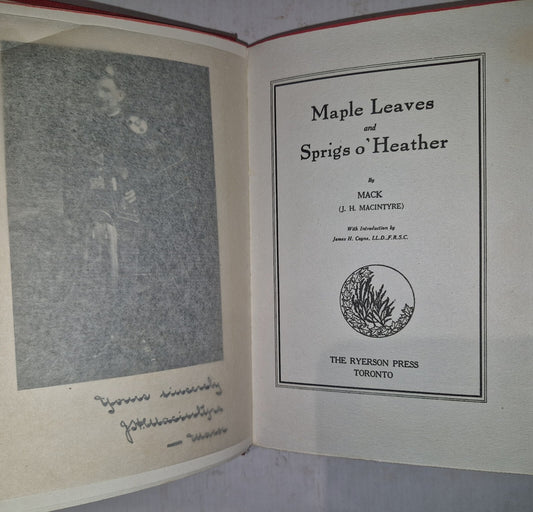 Yours sincerely
J.H. MacIntyre
Mack
Maple Leaves
and
Sprigs o' Heather
By
MACK
(J. H. MACINTYRE)
With Introduction by
James H. Coyne, LL.D.,F.R.S.C.
THE RYERSON PRESS
TORONTO